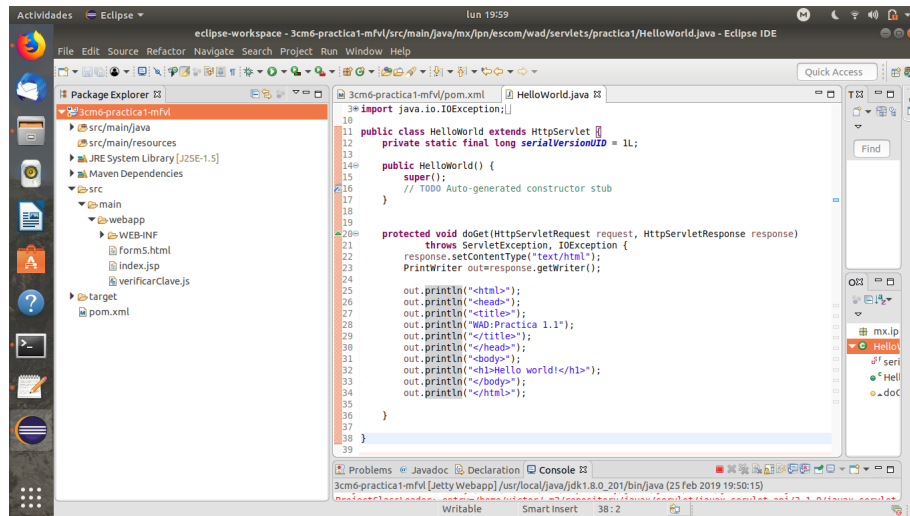 Actividades Eclipse lun 19:59
eclipse-workspace - 3cm6-practica1-mfvl/src/main/java/mx/ipn/escom/wad/servlets/practica1/HelloWorld.java - Eclipse IDE
File Edit Source Refactor Navigate Search Project Run Window Help
Quick Access
Package Explorer
3cm6-practica1-mfvl
src/main/java
src/main/resources
JRE System Library [J2SE-1.5]
Maven Dependencies
src
main
webapp
WEB-INF
form5.html
index.jsp
verificarClave.js
target
pom.xml
3cm6-practica1-mfvl/pom.xml HelloWorld.java
3 import java.io.IOException;
10
11 public class HelloWorld extends HttpServlet {
12 private static final long serialVersionUID = 1L;
13
14 public HelloWorld() {
15 super();
16 // TODO Auto-generated constructor stub
17 }
18
19
20 protected void doGet(HttpServletRequest request, HttpServletResponse response)
21 throws ServletException, IOException {
22 response.setContentType("text/html");
23 PrintWriter out=response.getWriter();
24
25 out.println("<html>");
26 out.println("<head>");
27 out.println("<title>");
28 out.println("WAD:Practica 1.1");
29 out.println("</title>");
30 out.println("</head>");
31 out.println("<body>");
32 out.println("<h1>Hello world!</h1>");
33 out.println("</body>");
34 out.println("</html>");
35
36 }
37
38 }
39
Find
mx.ip
HelloW
seri
Hell
doG
Problems Javadoc Declaration Console
3cm6-practica1-mfvl [Jetty Webapp] /usr/local/java/jdk1.8.0_201/bin/java (25 feb 2019 19:50:15)
Writable Smart Insert 38 : 2